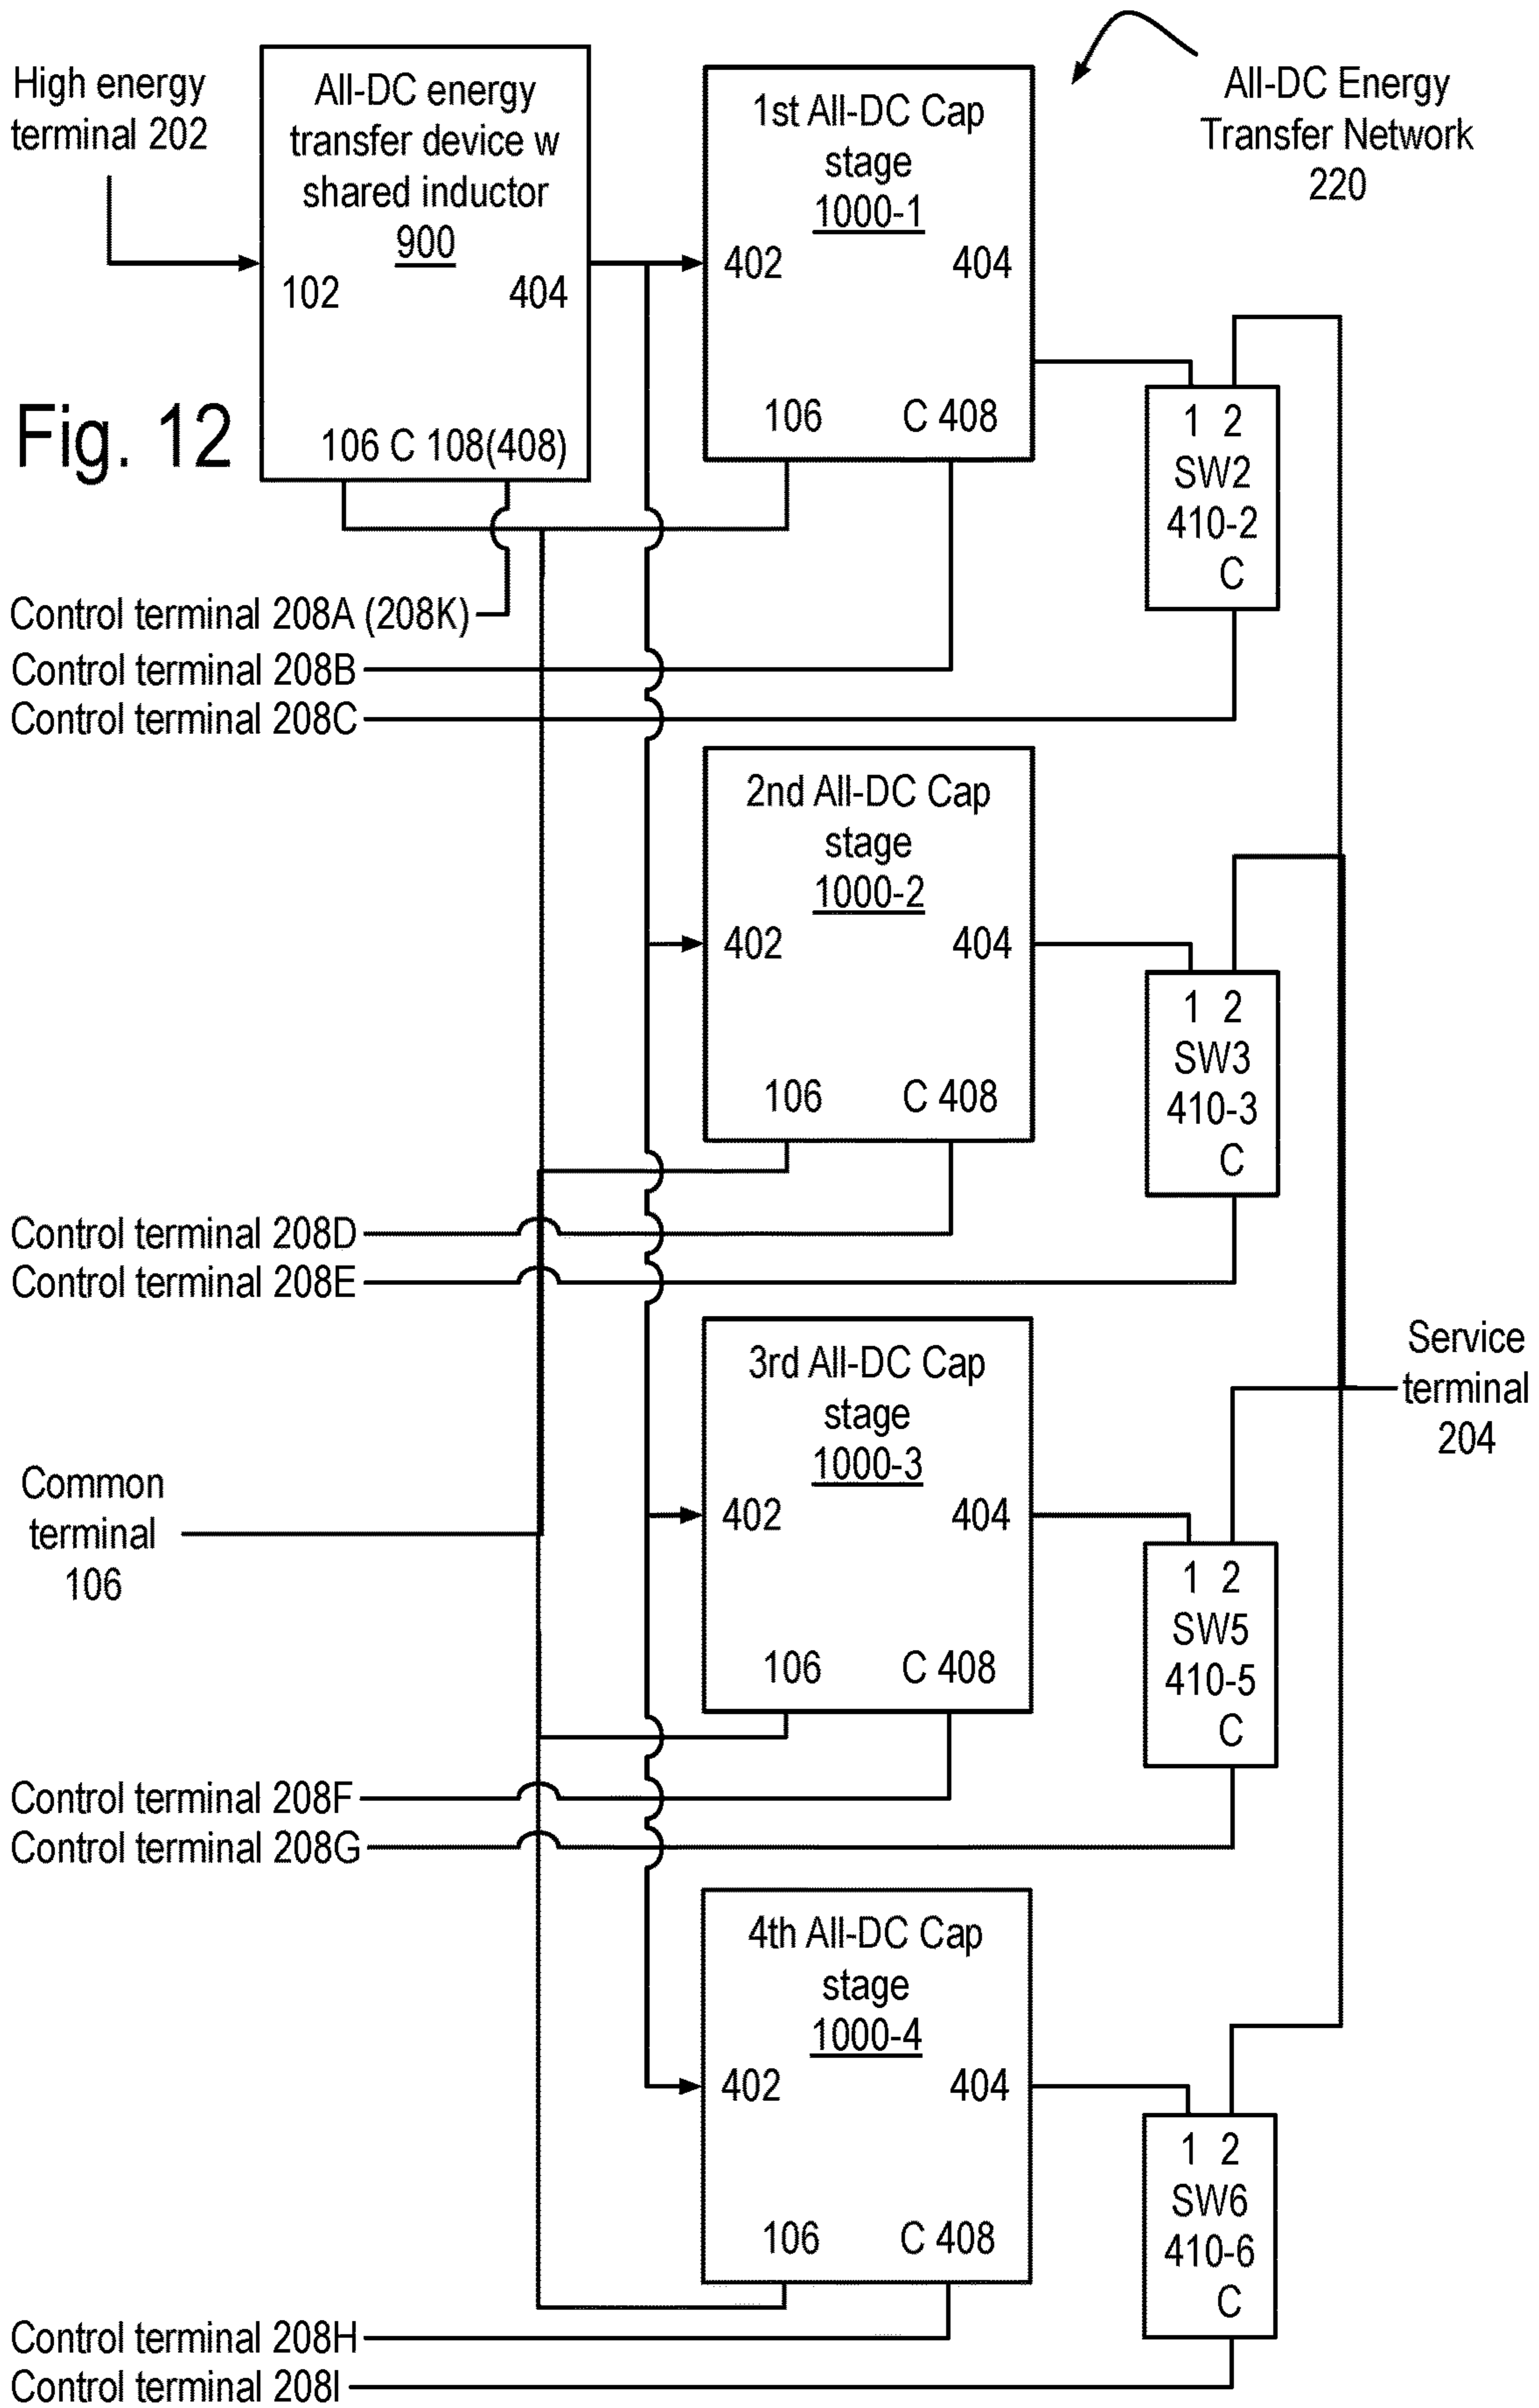 High energy
terminal 202
All-DC energy
transfer device w
shared inductor
900
102
404
106 C 108(408)
1st All-DC Cap
stage
1000-1
402
404
106
C 408
All-DC Energy
Transfer Network
220
Fig. 12
1 2
SW2
410-2
C
Control terminal 208A (208K)
Control terminal 208B
Control terminal 208C
2nd All-DC Cap
stage
1000-2
402
404
106
C 408
1 2
SW3
410-3
C
Control terminal 208D
Control terminal 208E
3rd All-DC Cap
stage
1000-3
402
404
106
C 408
Service
terminal
204
Common
terminal
106
1 2
SW5
410-5
C
Control terminal 208F
Control terminal 208G
4th All-DC Cap
stage
1000-4
402
404
106
C 408
1 2
SW6
410-6
C
Control terminal 208H
Control terminal 208I